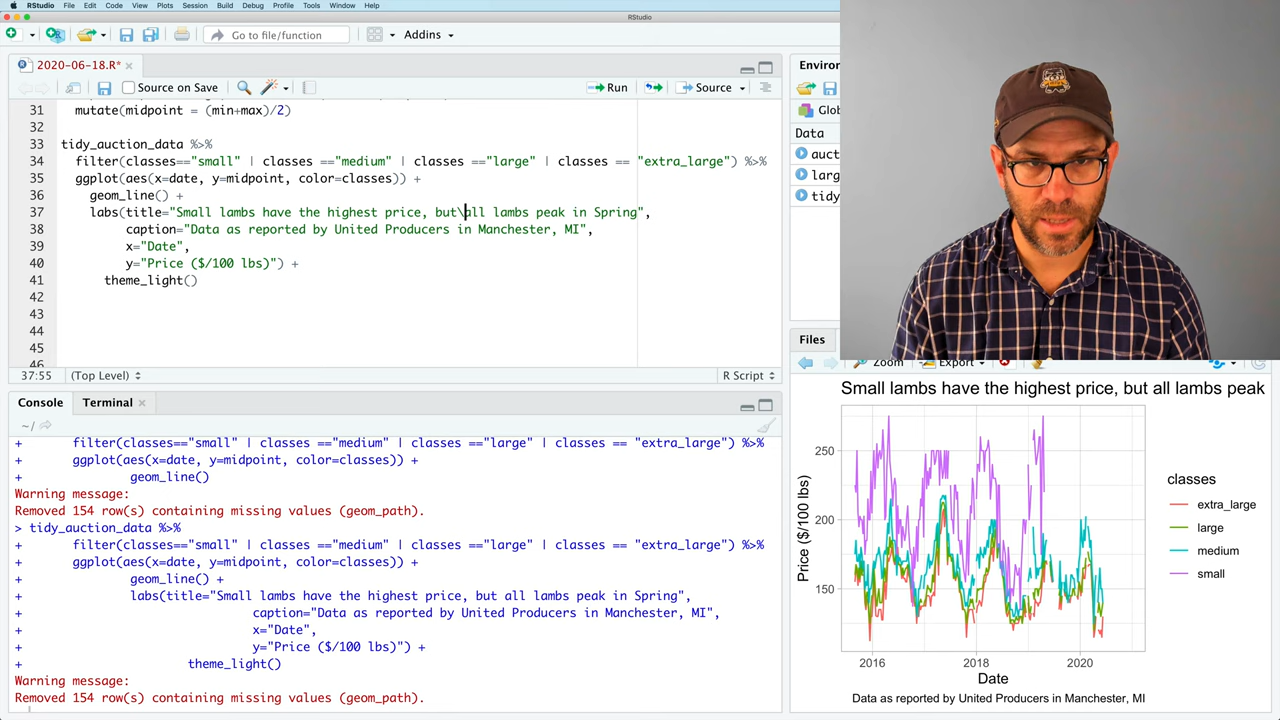 RStudio File Edit Code View Plots Session Build Debug Profile Tools Window Help
RStudio
Go to file/function
Addins
2020-06-18.R*
Source on Save
Run
Source
31 mutate(midpoint = (min+max)/2)
32
33 tidy_auction_data %>%
34 filter(classes=="small" | classes =="medium" | classes =="large" | classes == "extra_large") %>%
35 ggplot(aes(x=date, y=midpoint, color=classes)) +
36 geom_line() +
37 labs(title="Small lambs have the highest price, but\all lambs peak in Spring",
38 caption="Data as reported by United Producers in Manchester, MI",
39 x="Date",
40 y="Price ($/100 lbs)") +
41 theme_light()
42
43
44
45
46
37:55 (Top Level) R Script
Console Terminal
~/
+ filter(classes=="small" | classes =="medium" | classes =="large" | classes == "extra_large") %>%
+ ggplot(aes(x=date, y=midpoint, color=classes)) +
+ geom_line()
Warning message:
Removed 154 row(s) containing missing values (geom_path).
> tidy_auction_data %>%
+ filter(classes=="small" | classes =="medium" | classes =="large" | classes == "extra_large") %>%
+ ggplot(aes(x=date, y=midpoint, color=classes)) +
+ geom_line() +
+ labs(title="Small lambs have the highest price, but all lambs peak in Spring",
+ caption="Data as reported by United Producers in Manchester, MI",
+ x="Date",
+ y="Price ($/100 lbs)") +
+ theme_light()
Warning message:
Removed 154 row(s) containing missing values (geom_path).
Environ
Glob
Data
auct
larg
tidy
Files
Zoom Export
Small lambs have the highest price, but all lambs peak
250
200
150
Price ($/100 lbs)
2016 2018 2020
Date
classes
extra_large
large
medium
small
Data as reported by United Producers in Manchester, MI